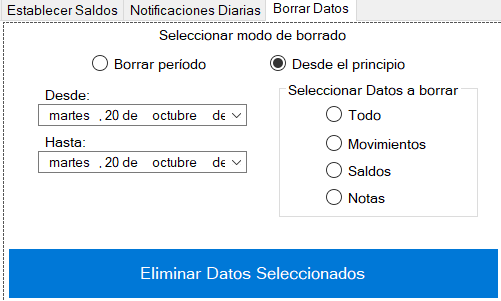 Establecer Saldos Notificaciones Diarias Borrar Datos
Seleccionar modo de borrado
Borrar período Desde el principio
Desde:
martes , 20 de octubre de
Hasta:
martes , 20 de octubre de
Seleccionar Datos a borrar
Todo
Movimientos
Saldos
Notas
Eliminar Datos Seleccionados